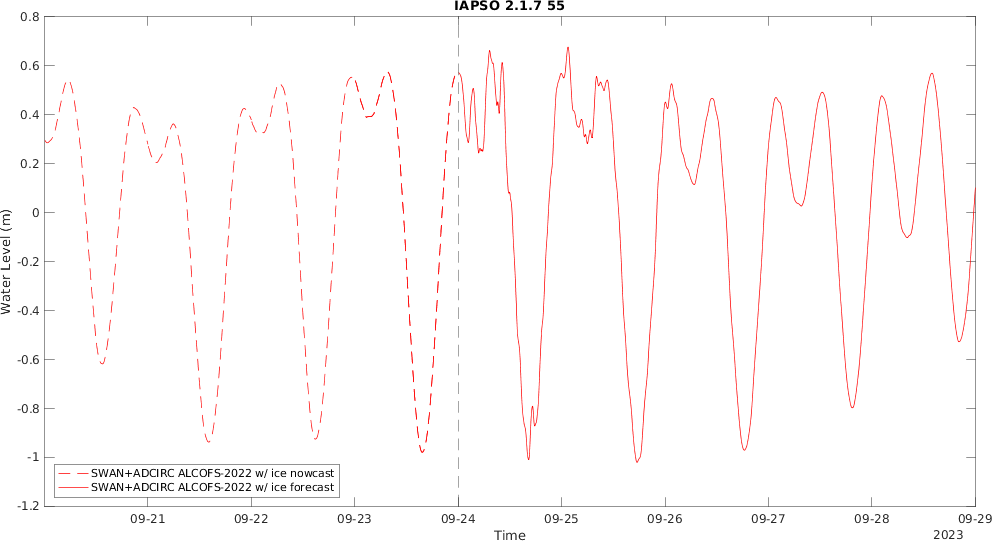 IAPSO 2.1.7 55
0.8
0.6
0.4
0.2
0
-0.2
-0.4
-0.6
-0.8
-1
-1.2
Water Level (m)
SWAN+ADCIRC ALCOFS-2022 w/ ice nowcast
SWAN+ADCIRC ALCOFS-2022 w/ ice forecast
09-21 09-22 09-23 09-24 09-25 09-26 09-27 09-28 09-29
Time
2023